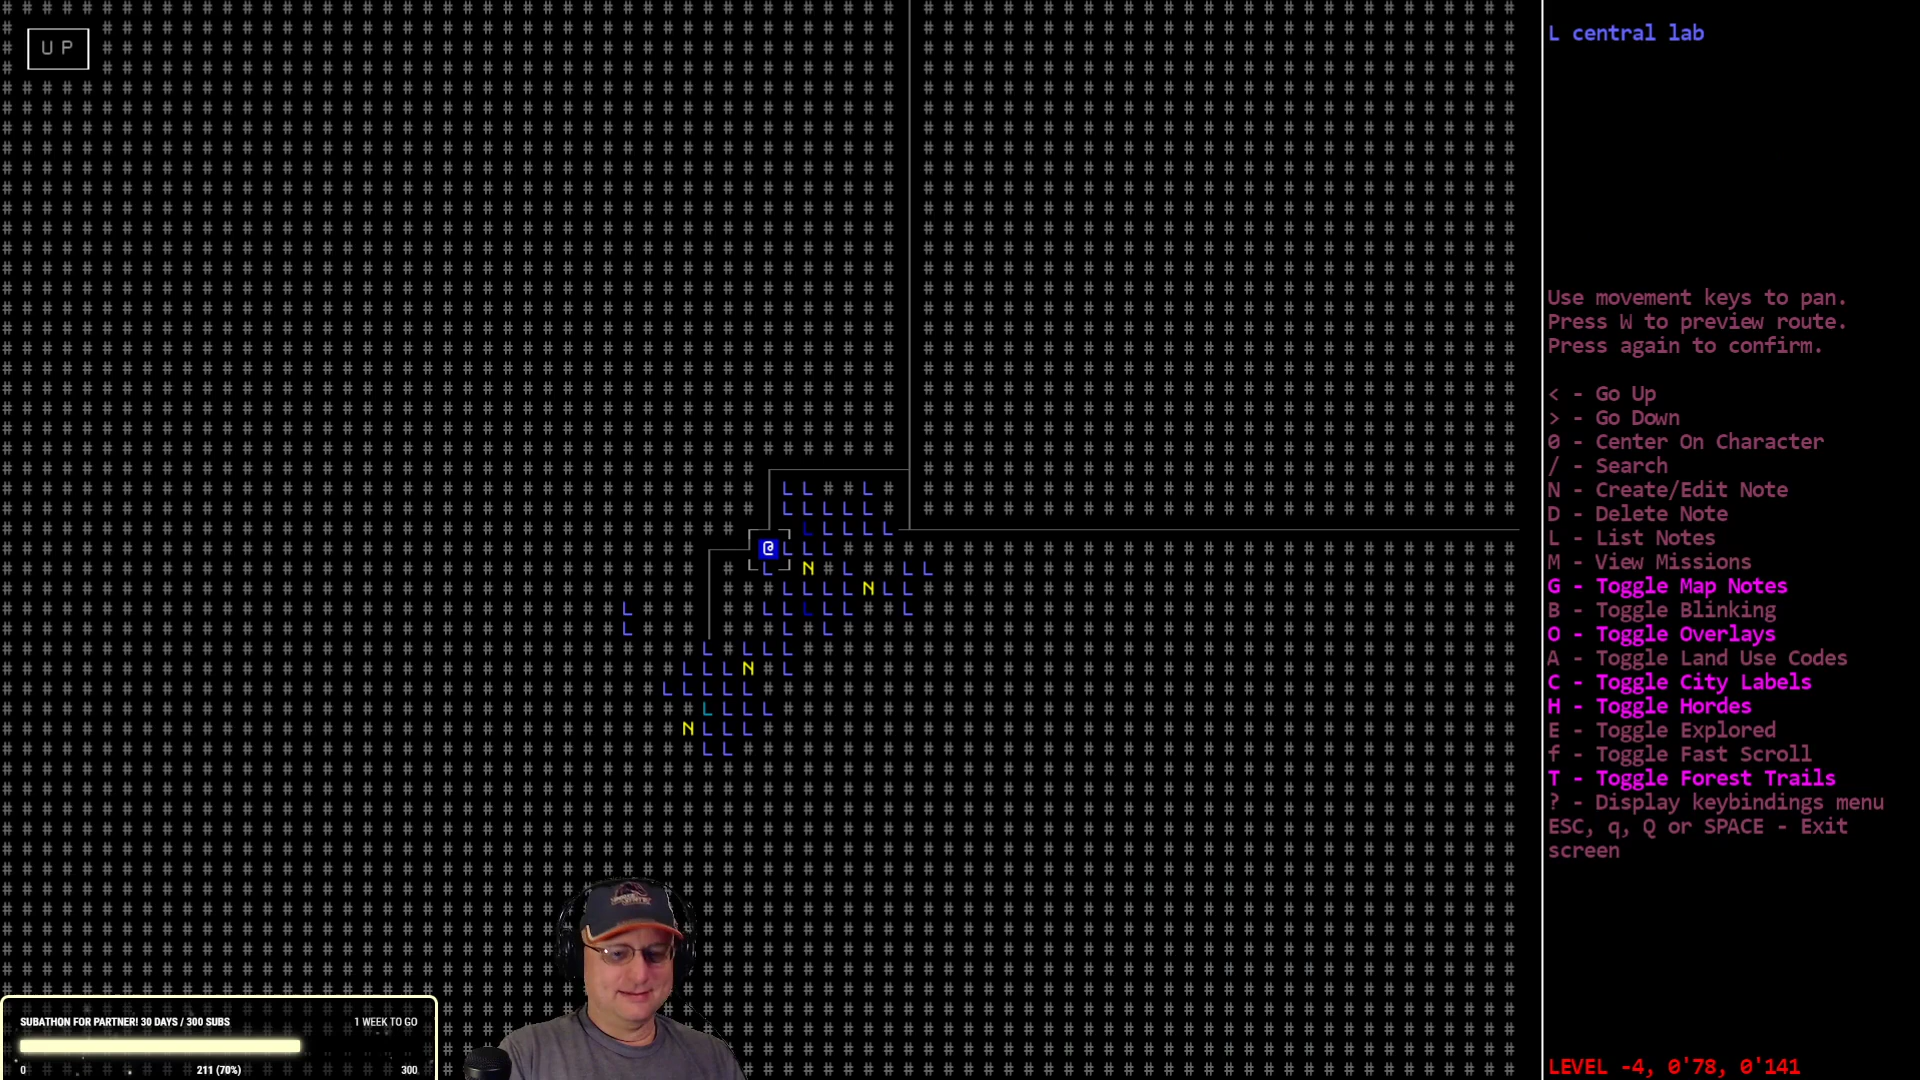 UP
L central lab
Use movement keys to pan.
Press W to preview route.
Press again to confirm.
< - Go Up
> - Go Down
0 - Center On Character
/ - Search
N - Create/Edit Note
D - Delete Note
L - List Notes
M - View Missions
G - Toggle Map Notes
B - Toggle Blinking
O - Toggle Overlays
A - Toggle Land Use Codes
C - Toggle City Labels
H - Toggle Hordes
E - Toggle Explored
f - Toggle Fast Scroll
T - Toggle Forest Trails
? - Display keybindings menu
ESC, q, Q or SPACE - Exit
screen
LEVEL -4, 0'78, 0'141
SUBATHON FOR PARTNER! 30 DAYS / 300 SUBS 1 WEEK TO GO
0 211 (70%) 300